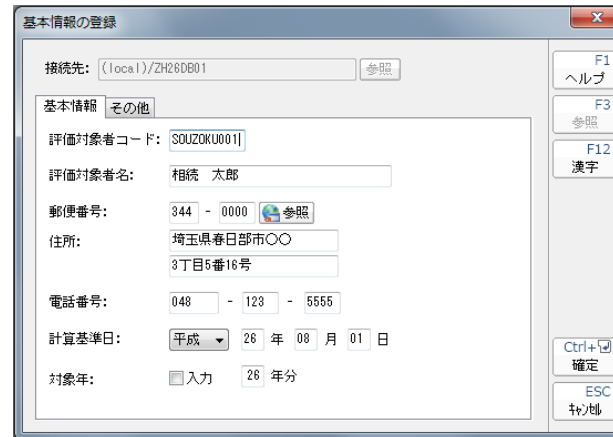 基本情報の登録
接続先: (local)/ZH26DB01 参照
基本情報 その他
評価対象者コード: SOUZOKU001
評価対象者名: 相続 太郎
郵便番号: 344 - 0000 参照
住所: 埼玉県春日部市〇〇
3丁目5番16号
電話番号: 048 - 123 - 5555
計算基準日: 平成 26 年 08 月 01 日
対象年: 入力 26 年分
F1
ヘルプ
F3
参照
F12
漢字
Ctrl+
確定
ESC
ｷｬﾝｾﾙ